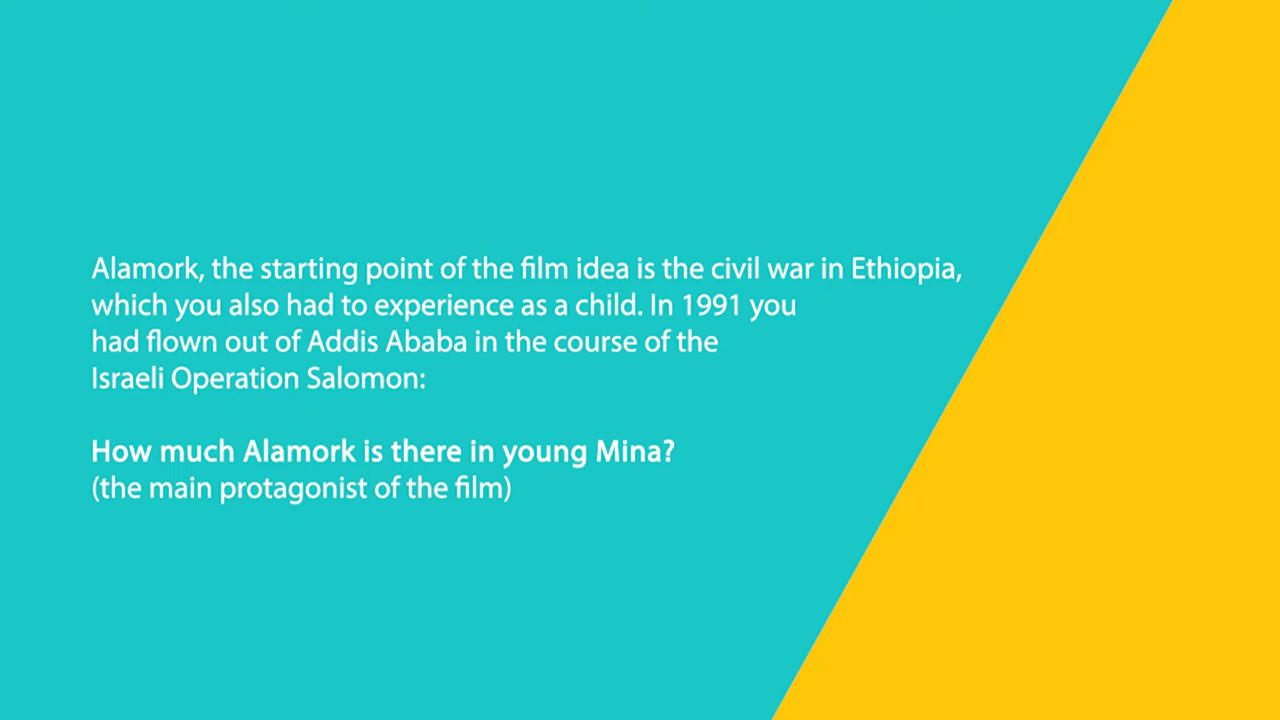 Alamork, the starting point of the film idea is the civil war in Ethiopia,
which you also had to experience as a child. In 1991 you
had flown out of Addis Ababa in the course of the
Israeli Operation Salomon:
How much Alamork is there in young Mina?
(the main protagonist of the film)